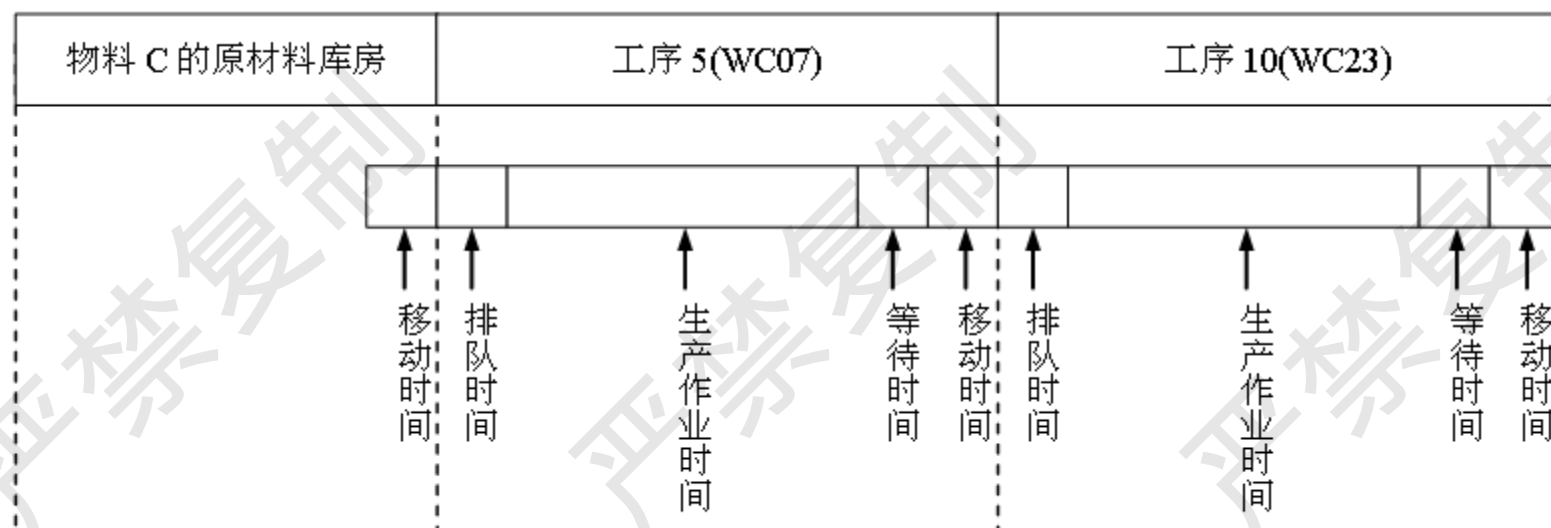 物料 C 的原材料库房
工序 5(WC07)
工序 10(WC23)
移动时间
排队时间
生产作业时间
等待时间
移动时间
排队时间
生产作业时间
等待时间
移动时间
严禁复制
严禁复制
严禁复制